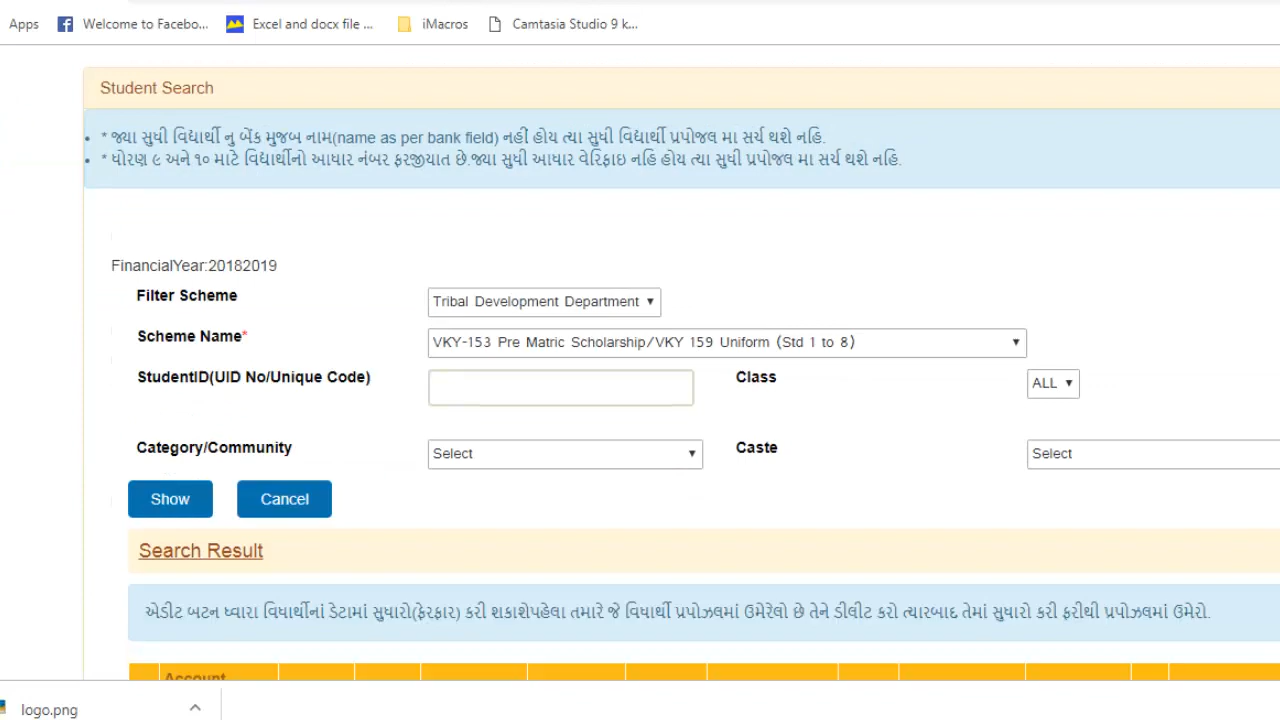 Apps Welcome to Facebo... Excel and docx file ... iMacros Camtasia Studio 9 k...
Student Search
* જ્યા સુધી વિદ્યાર્થી નુ બેંક મુજબ નામ(name as per bank field) નહીં હોય ત્યા સુધી વિદ્યાર્થી પ્રપોજલ મા સર્ચ થશે નહિ.
* ધોરણ ૯ અને ૧૦ માટે વિદ્યાર્થીનો આધાર નંબર ફરજીયાત છે.જ્યા સુધી આધાર વેરિફાઇ નહિ હોય ત્યા સુધી પ્રપોજલ મા સર્ચ થશે નહિ.
FinancialYear:20182019
Filter Scheme Tribal Development Department
Scheme Name* VKY-153 Pre Matric Scholarship/VKY 159 Uniform (Std 1 to 8)
StudentID(UID No/Unique Code) Class ALL
Category/Community Select Caste Select
Show Cancel
Search Result
એડીટ બટન ધ્વારા વિધાર્થીનાં ડેટામાં સુધારો(ફેરફાર) કરી શકાશેપહેલા તમારે જે વિધાર્થી પ્રપોઝલમાં ઉમેરેલો છે તેને ડીલીટ કરો ત્યારબાદ તેમાં સુધારો કરી ફરીથી પ્રપોઝલમાં ઉમેરો.
Account
logo.png